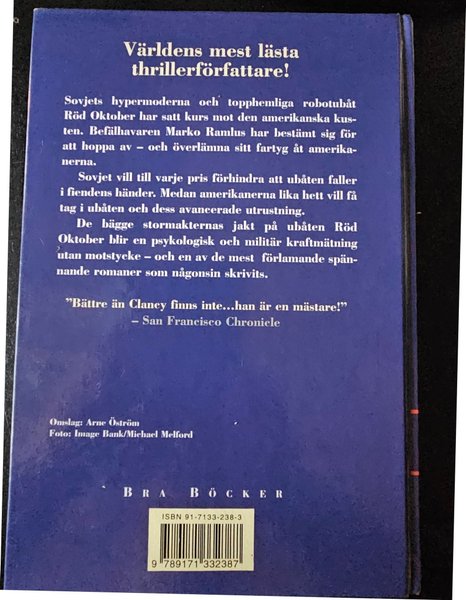 Världens mest lästa
thrillerförfattare!
Sovjets hypermoderna och topphemliga robotubåt
Röd Oktober har satt kurs mot den amerikanska kus-
ten. Befälhavaren Marko Ramlus har bestämt sig för
att hoppa av – och överlämna sitt fartyg åt amerika-
nerna.
Sovjet vill till varje pris förhindra att ubåten faller
i fiendens händer. Medan amerikanerna lika hett vill få
tag i ubåten och dess avancerade utrustning.
De bägge stormakternas jakt på ubåten Röd
Oktober blir en psykologisk och militär kraftmätning
utan motstycke – och en av de mest förlamande spän-
nande romaner som någonsin skrivits.
”Bättre än Clancy finns inte...han är en mästare!”
– San Francisco Chronicle
Omslag: Arne Öström
Foto: Image Bank/Michael Melford
BRA BÖCKER
ISBN 91-7133-238-3
9 789171 332387